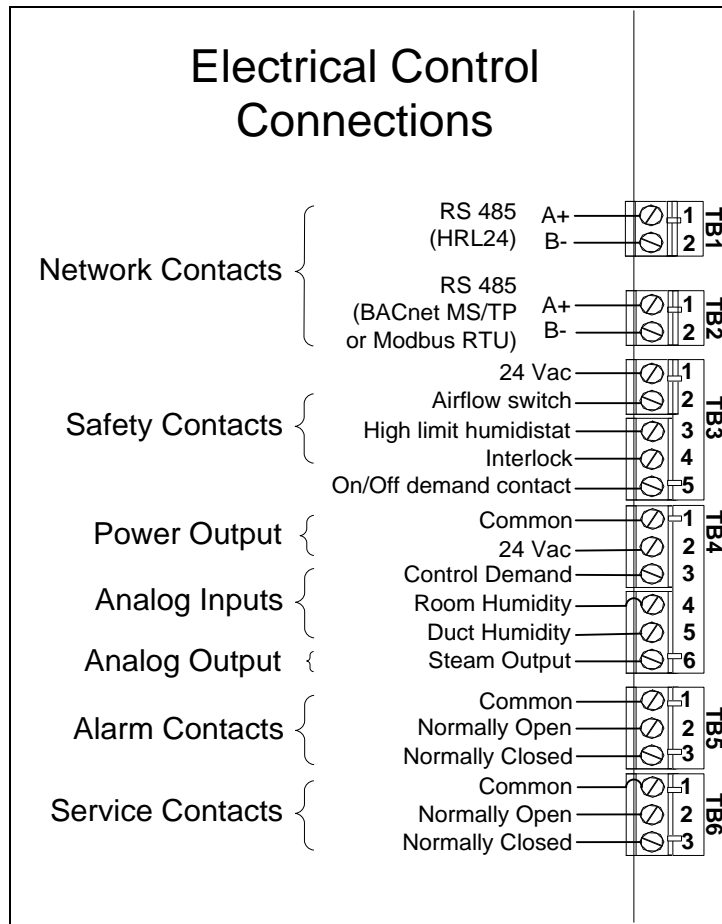 Electrical Control
Connections
Network Contacts
RS 485
(HRL24)
A+
B-
1
2
TB1
RS 485
(BACnet MS/TP
or Modbus RTU)
A+
B-
1
2
TB2
Safety Contacts
24 Vac
1
Airflow switch
2
High limit humidistat
3
Interlock
4
On/Off demand contact
5
TB3
Power Output
Common
1
24 Vac
2
Analog Inputs
Control Demand
3
Room Humidity
4
Duct Humidity
5
Analog Output
Steam Output
6
TB4
Alarm Contacts
Common
1
Normally Open
2
Normally Closed
3
TB5
Service Contacts
Common
1
Normally Open
2
Normally Closed
3
TB6